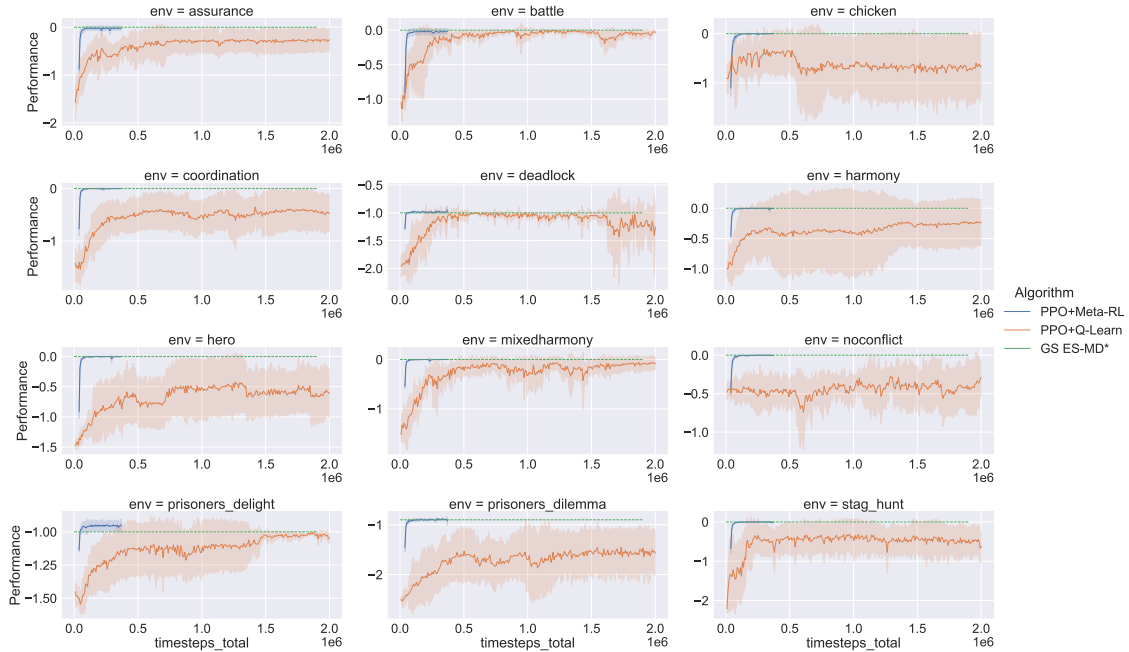 env = assurance
env = battle
env = chicken
Performance
0
−1
−2
0.0
−0.5
−1.0
0
−1
0.0 0.5 1.0 1.5 2.0
1e6
0.0 0.5 1.0 1.5 2.0
1e6
0.0 0.5 1.0 1.5 2.0
1e6
env = coordination
env = deadlock
env = harmony
Performance
0
−1
−0.5
−1.0
−1.5
−2.0
0.0
−0.5
−1.0
0.0 0.5 1.0 1.5 2.0
1e6
0.0 0.5 1.0 1.5 2.0
1e6
0.0 0.5 1.0 1.5 2.0
1e6
Algorithm
PPO+Meta-RL
PPO+Q-Learn
GS ES-MD*
env = hero
env = mixedharmony
env = noconflict
Performance
0.0
−0.5
−1.0
−1.5
0
−1
0.0
−0.5
−1.0
0.0 0.5 1.0 1.5 2.0
1e6
0.0 0.5 1.0 1.5 2.0
1e6
0.0 0.5 1.0 1.5 2.0
1e6
env = prisoners_delight
env = prisoners_dilemma
env = stag_hunt
Performance
−1.00
−1.25
−1.50
−1
−2
0
−1
−2
0.0 0.5 1.0 1.5 2.0
timesteps_total
1e6
0.0 0.5 1.0 1.5 2.0
timesteps_total
1e6
0.0 0.5 1.0 1.5 2.0
timesteps_total
1e6